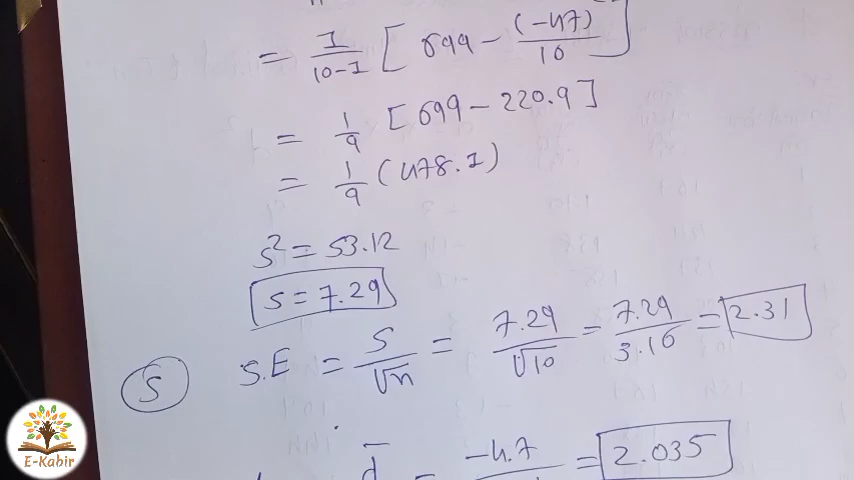 = 1/10-1 [ 699 - (-47)/10 ]
= 1/9 [699 - 220.9]
= 1/9 (478.1)
s² = 53.12
s = 7.29
5 S.E = s/√n = 7.29/√10 = 7.29/3.16 = 2.31
d̄ = -4.7 = 2.035
E-Kabir